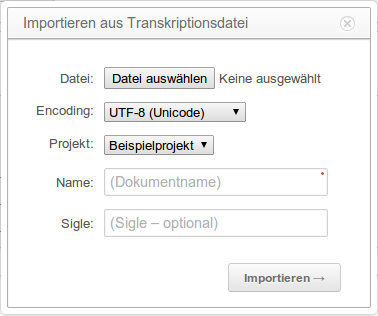 Importieren aus Transkriptionsdatei
Datei: Datei auswählen Keine ausgewählt
Encoding: UTF-8 (Unicode)
Projekt: Beispielprojekt
Name: (Dokumentname) *
Sigle: (Sigle – optional)
Importieren →